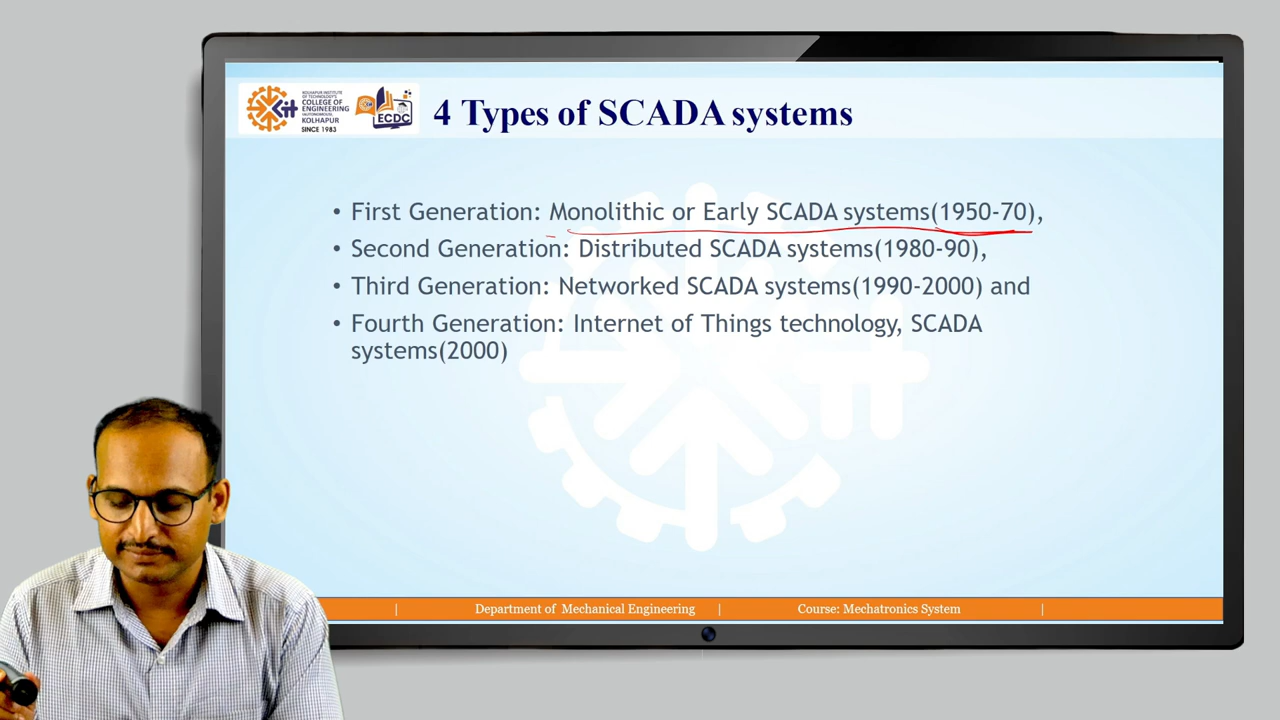 KOLHAPUR INSTITUTE
OF TECHNOLOGY'S
COLLEGE OF
ENGINEERING
(AUTONOMOUS),
KOLHAPUR
SINCE 1983
ECDC
4 Types of SCADA systems
• First Generation: Monolithic or Early SCADA systems(1950-70),
• Second Generation: Distributed SCADA systems(1980-90),
• Third Generation: Networked SCADA systems(1990-2000) and
• Fourth Generation: Internet of Things technology, SCADA
systems(2000)
| Department of Mechanical Engineering | Course: Mechatronics System |